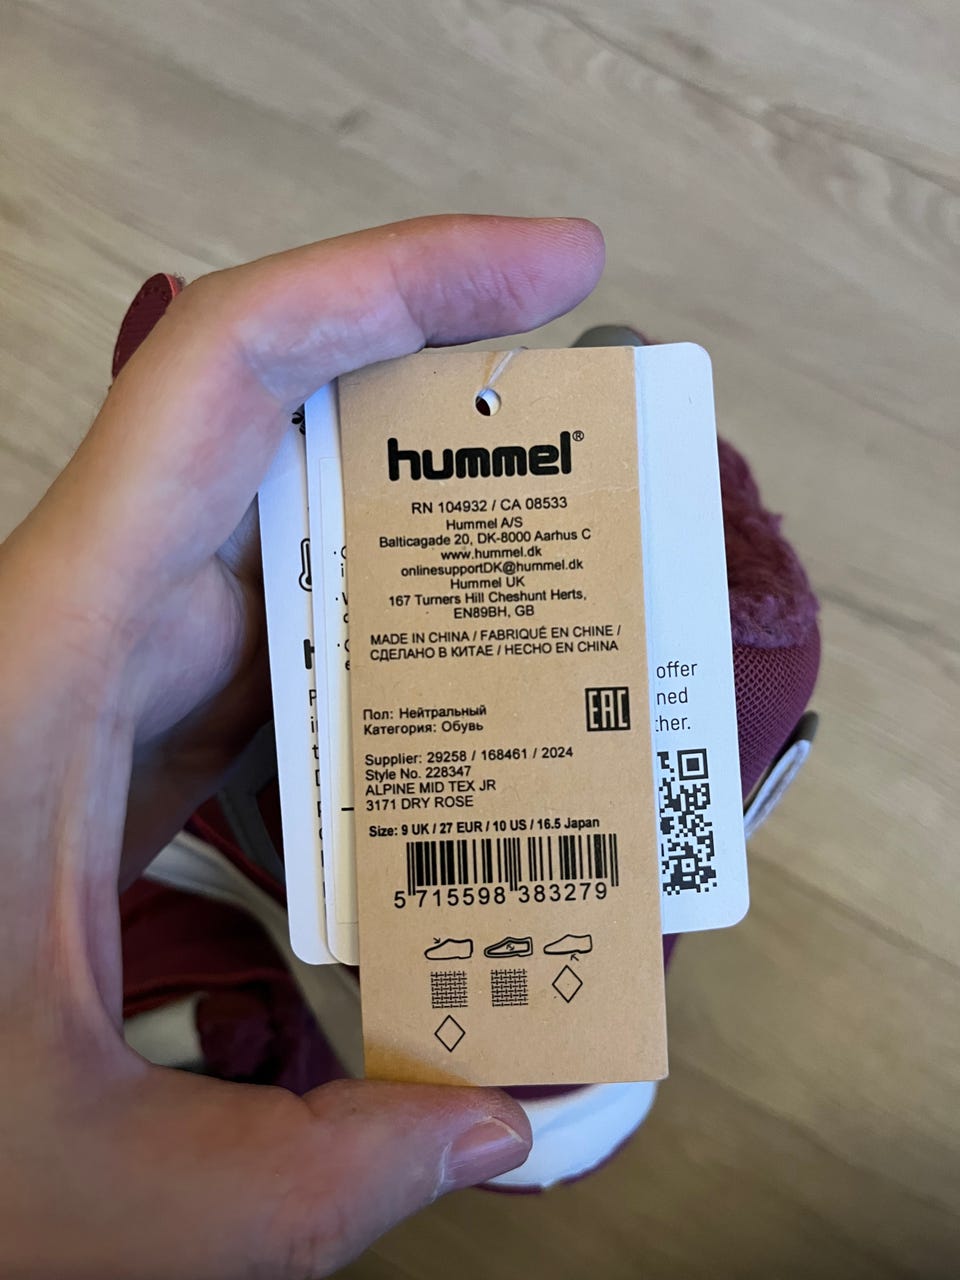 hummel®
RN 104932 / CA 08533
Hummel A/S
Balticagade 20, DK-8000 Aarhus C
www.hummel.dk
onlinesupportDK@hummel.dk
Hummel UK
167 Turners Hill Cheshunt Herts,
EN89BH, GB
MADE IN CHINA / FABRIQUÉ EN CHINE /
СДЕЛАНО В КИТАЕ / HECHO EN CHINA
Пол: Нейтральный
Категория: Обувь
EAC
Supplier: 29258 / 168461 / 2024
Style No. 228347
ALPINE MID TEX JR
3171 DRY ROSE
Size: 9 UK / 27 EUR / 10 US / 16.5 Japan
5 715598 383279
offer